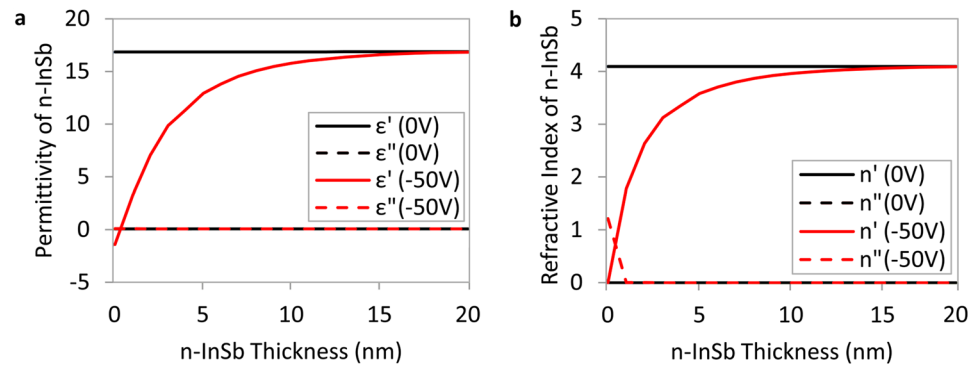 a
Permittivity of n-InSb
20
15
10
5
0
-5
ε' (0V)
ε" (0V)
ε' (-50V)
ε" (-50V)
0 5 10 15 20
n-InSb Thickness (nm)
b
Refractive Index of n-InSb
5
4
3
2
1
0
n' (0V)
n" (0V)
n' (-50V)
n" (-50V)
0 5 10 15 20
n-InSb Thickness (nm)